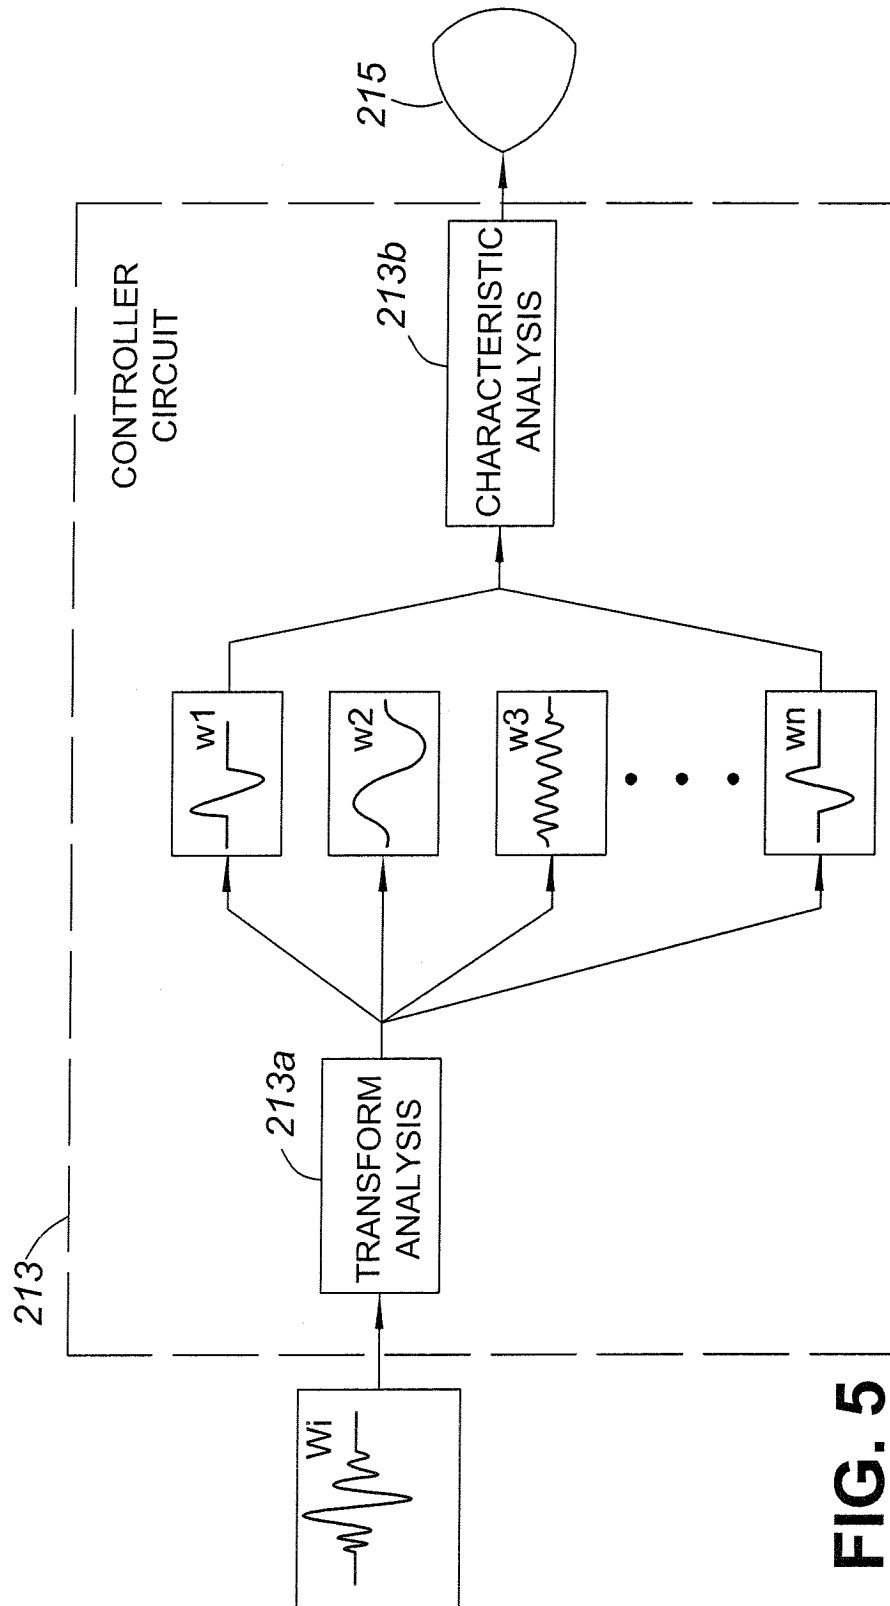 213
CONTROLLER
CIRCUIT
Wi
213a
TRANSFORM
ANALYSIS
w1
w2
w3
wn
213b
CHARACTERISTIC
ANALYSIS
215
FIG. 5